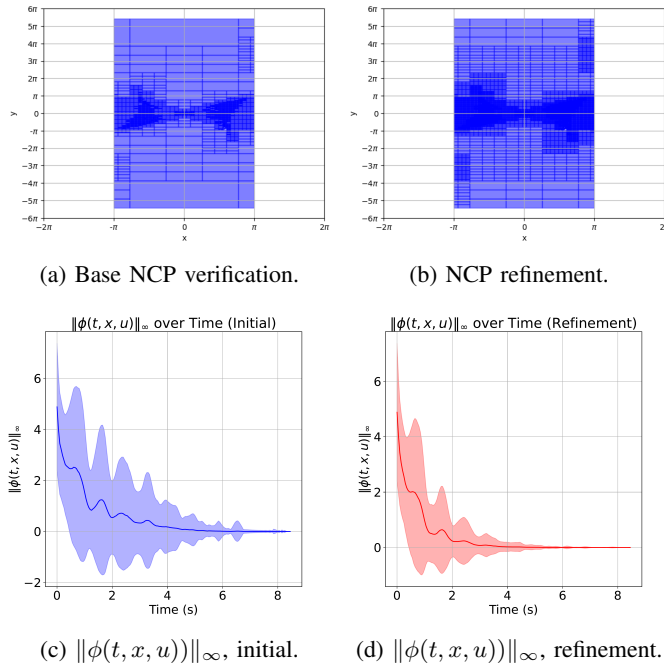 6π
5π
4π
3π
2π
π
0
-π
-2π
-3π
-4π
-5π
-6π
y
-2π
-π
0
π
2π
x
6π
5π
4π
3π
2π
π
0
-π
-2π
-3π
-4π
-5π
-6π
y
-2π
-π
0
π
2
x
(a) Base NCP verification.
(b) NCP refinement.
‖ϕ(t, x, u)‖∞ over Time (Initial)
6
4
2
0
−2
‖ϕ(t, x, u)‖∞
0
2
4
6
8
Time (s)
‖ϕ(t, x, u)‖∞ over Time (Refinement)
6
4
2
0
‖ϕ(t, x, u)‖∞
0
2
4
6
8
Time (s)
(c) ‖ϕ(t, x, u))‖∞, initial.
(d) ‖ϕ(t, x, u))‖∞, refinement.